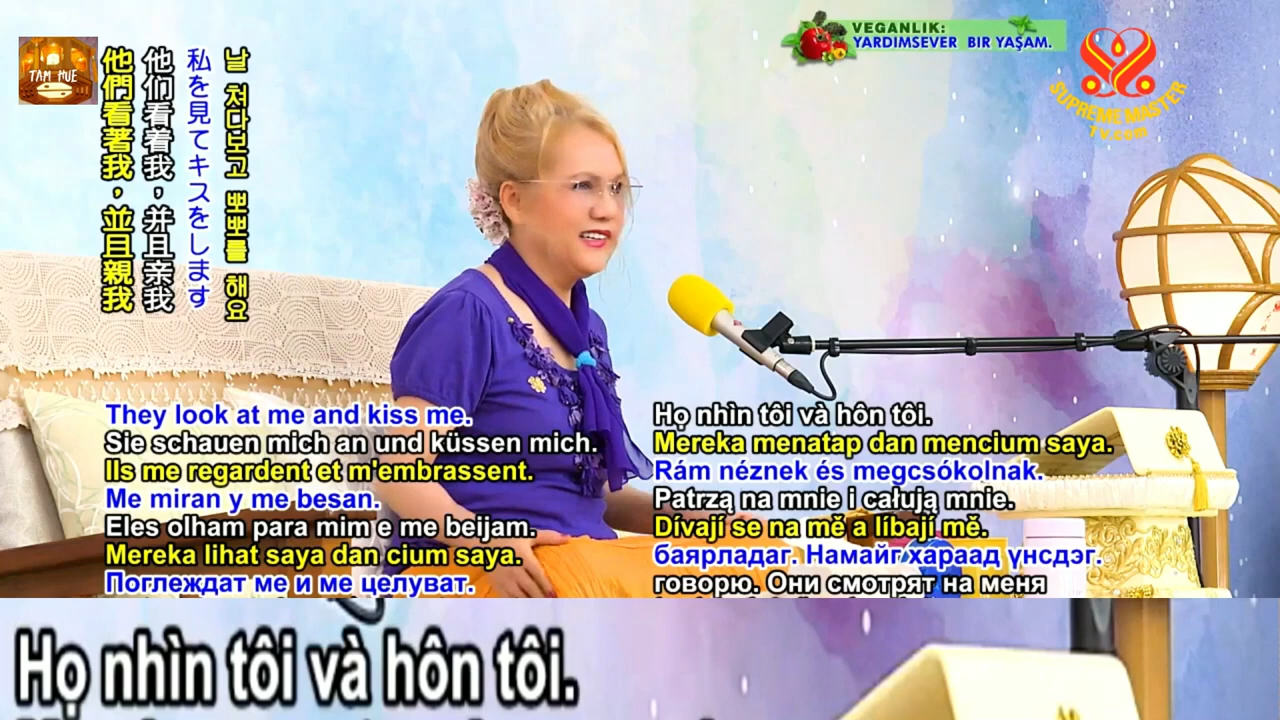 TAM HUE
他們看著我，並且親我
他们看着我，并且亲我
私を見てキスをします
날 쳐다보고 뽀뽀를 해요
VEGANLIK:
YARDIMSEVER BIR YAŞAM.
SUPREME MASTER
TV.com
They look at me and kiss me.
Sie schauen mich an und küssen mich.
Ils me regardent et m'embrassent.
Me miran y me besan.
Eles olham para mim e me beijam.
Mereka lihat saya dan cium saya.
Поглеждат ме и ме целуват.
Họ nhìn tôi và hôn tôi.
Mereka menatap dan mencium saya.
Rám néznek és megcsókolnak.
Patrzą na mnie i całują mnie.
Dívají se na mě a líbají mě.
баярладаг. Намайг хараад үнсдэг.
говорю. Они смотрят на меня
Họ nhìn tôi và hôn tôi.